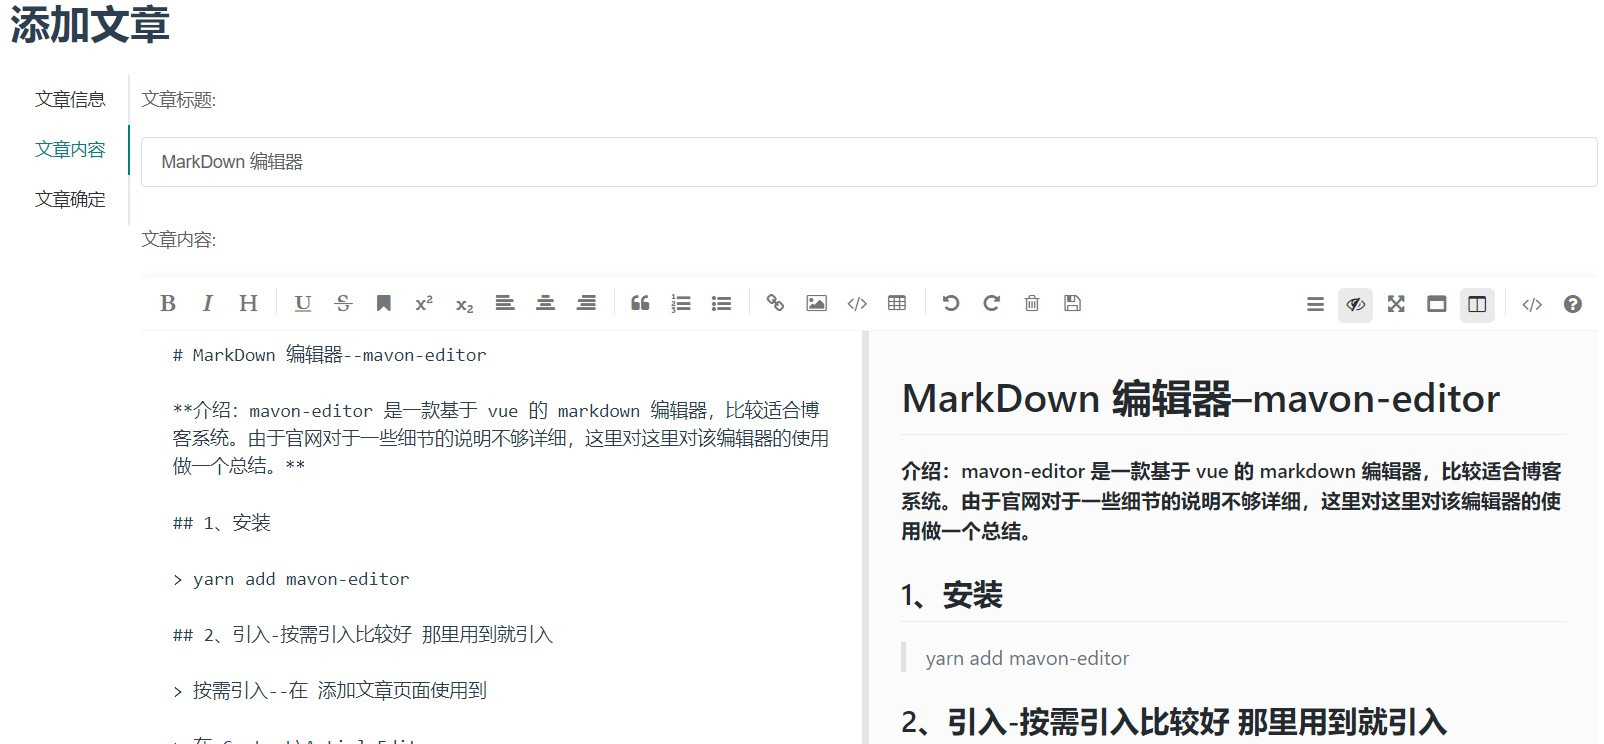 添加文章
文章信息
文章内容
文章确定
文章标题:
MarkDown 编辑器
文章内容:
# MarkDown 编辑器--mavon-editor
**介绍：mavon-editor 是一款基于 vue 的 markdown 编辑器，比较适合博
客系统。由于官网对于一些细节的说明不够详细，这里对这里对该编辑器的使用
做一个总结。**
## 1、安装
> yarn add mavon-editor
## 2、引入-按需引入比较好 那里用到就引入
> 按需引入--在 添加文章页面使用到
MarkDown 编辑器–mavon-editor
介绍：mavon-editor 是一款基于 vue 的 markdown 编辑器，比较适合博客
系统。由于官网对于一些细节的说明不够详细，这里对这里对该编辑器的使
用做一个总结。
1、安装
yarn add mavon-editor
2、引入-按需引入比较好 那里用到就引入